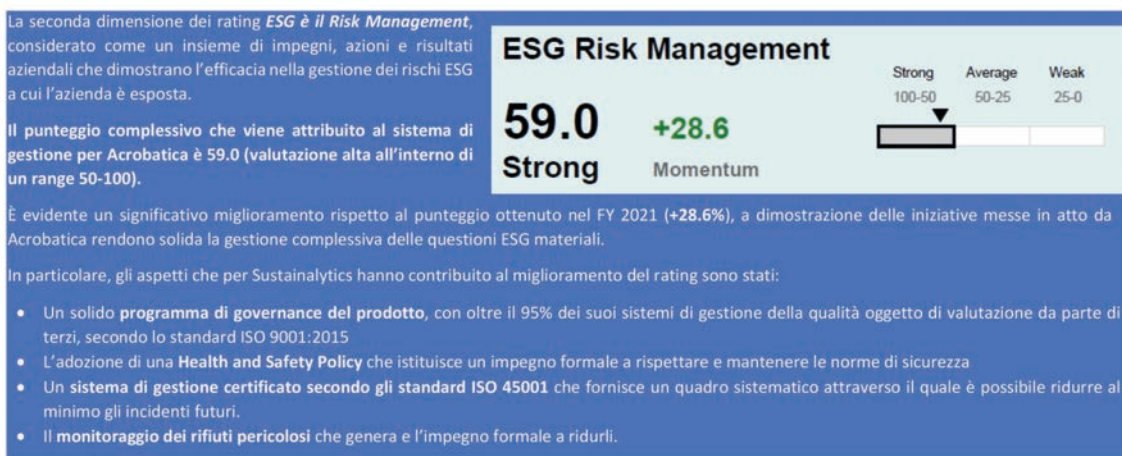 La seconda dimensione dei rating ESG è il Risk Management,
considerato come un insieme di impegni, azioni e risultati
aziendali che dimostrano l'efficacia nella gestione dei rischi ESG
a cui l'azienda è esposta.
Il punteggio complessivo che viene attribuito al sistema di
gestione per Acrobatica è 59.0 (valutazione alta all'interno di
un range 50-100).
ESG Risk Management
Strong Average Weak
100-50 50-25 25-0
59.0 +28.6
Strong Momentum
È evidente un significativo miglioramento rispetto al punteggio ottenuto nel FY 2021 (+28.6%), a dimostrazione delle iniziative messe in atto da
Acrobatica rendono solida la gestione complessiva delle questioni ESG materiali.
In particolare, gli aspetti che per Sustainalytics hanno contribuito al miglioramento del rating sono stati:
• Un solido programma di governance del prodotto, con oltre il 95% dei suoi sistemi di gestione della qualità oggetto di valutazione da parte di
terzi, secondo lo standard ISO 9001:2015
• L'adozione di una Health and Safety Policy che istituisce un impegno formale a rispettare e mantenere le norme di sicurezza
• Un sistema di gestione certificato secondo gli standard ISO 45001 che fornisce un quadro sistematico attraverso il quale è possibile ridurre al
minimo gli incidenti futuri.
• Il monitoraggio dei rifiuti pericolosi che genera e l'impegno formale a ridurli.